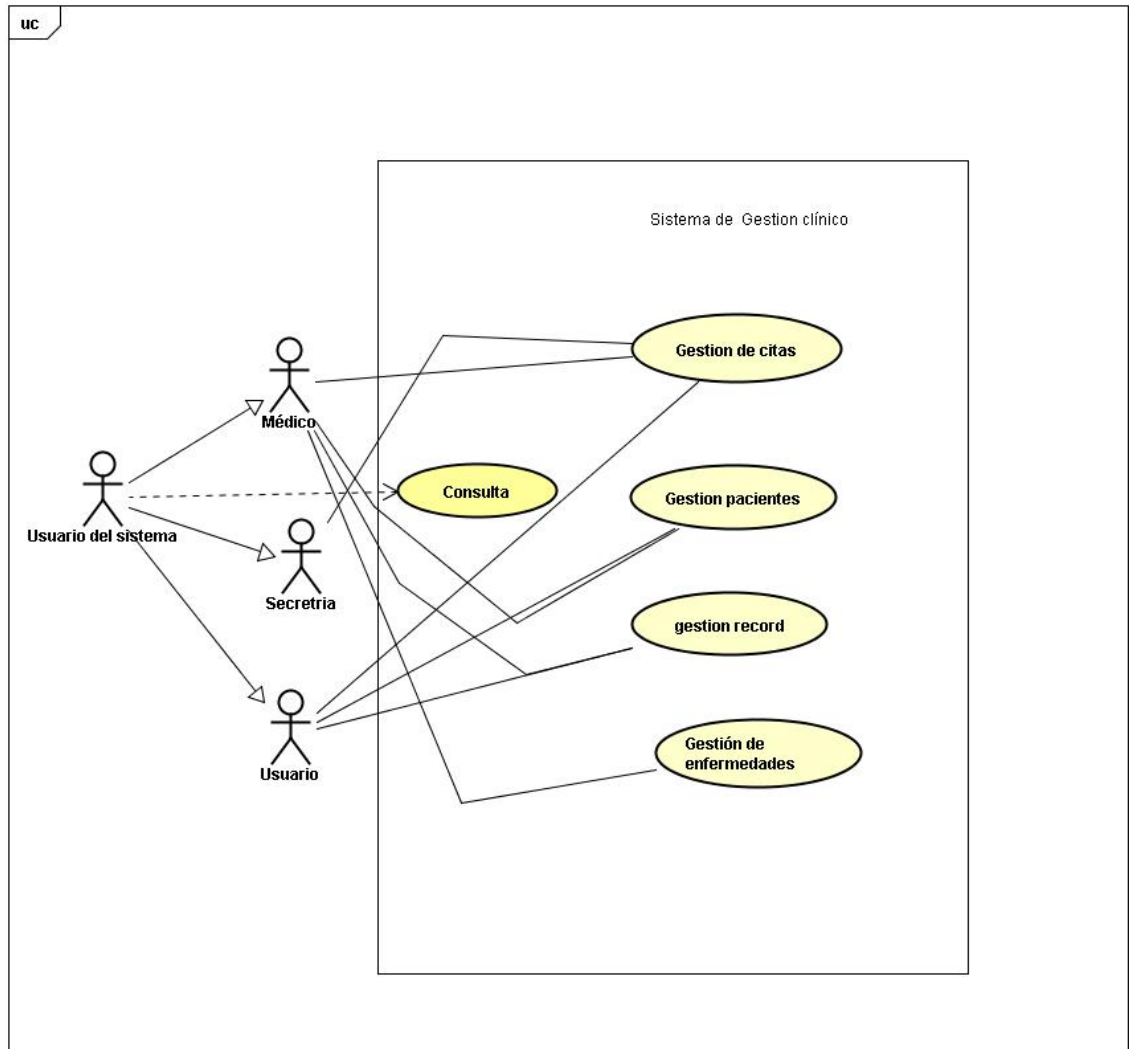 uc
Sistema de Gestion clínico
Gestion de citas
Médico
Consulta
Gestion pacientes
Usuario del sistema
Secretria
gestion record
Usuario
Gestión de
enfermedades